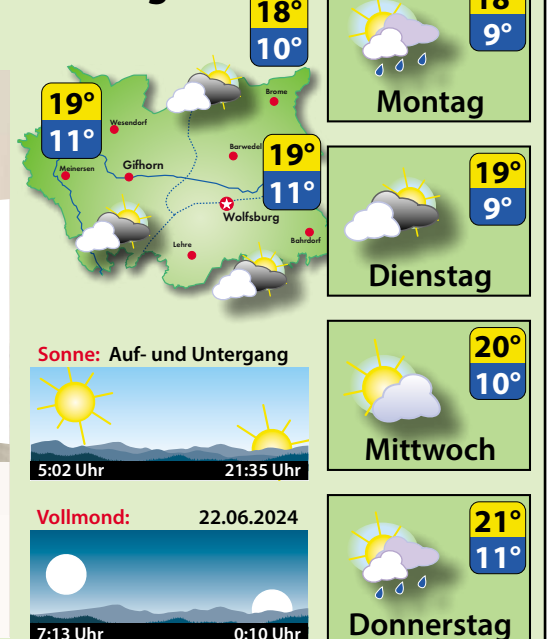 18°
10°
19°
11°
Wesendorf
Brome
Meinersen
Gifhorn
Barwedel
19°
11°
Wolfsburg
Lehre
Bahrdorf
Sonne: Auf- und Untergang
5:02 Uhr 21:35 Uhr
Vollmond: 22.06.2024
7:13 Uhr 0:10 Uhr
18°
9°
Montag
19°
9°
Dienstag
20°
10°
Mittwoch
21°
11°
Donnerstag